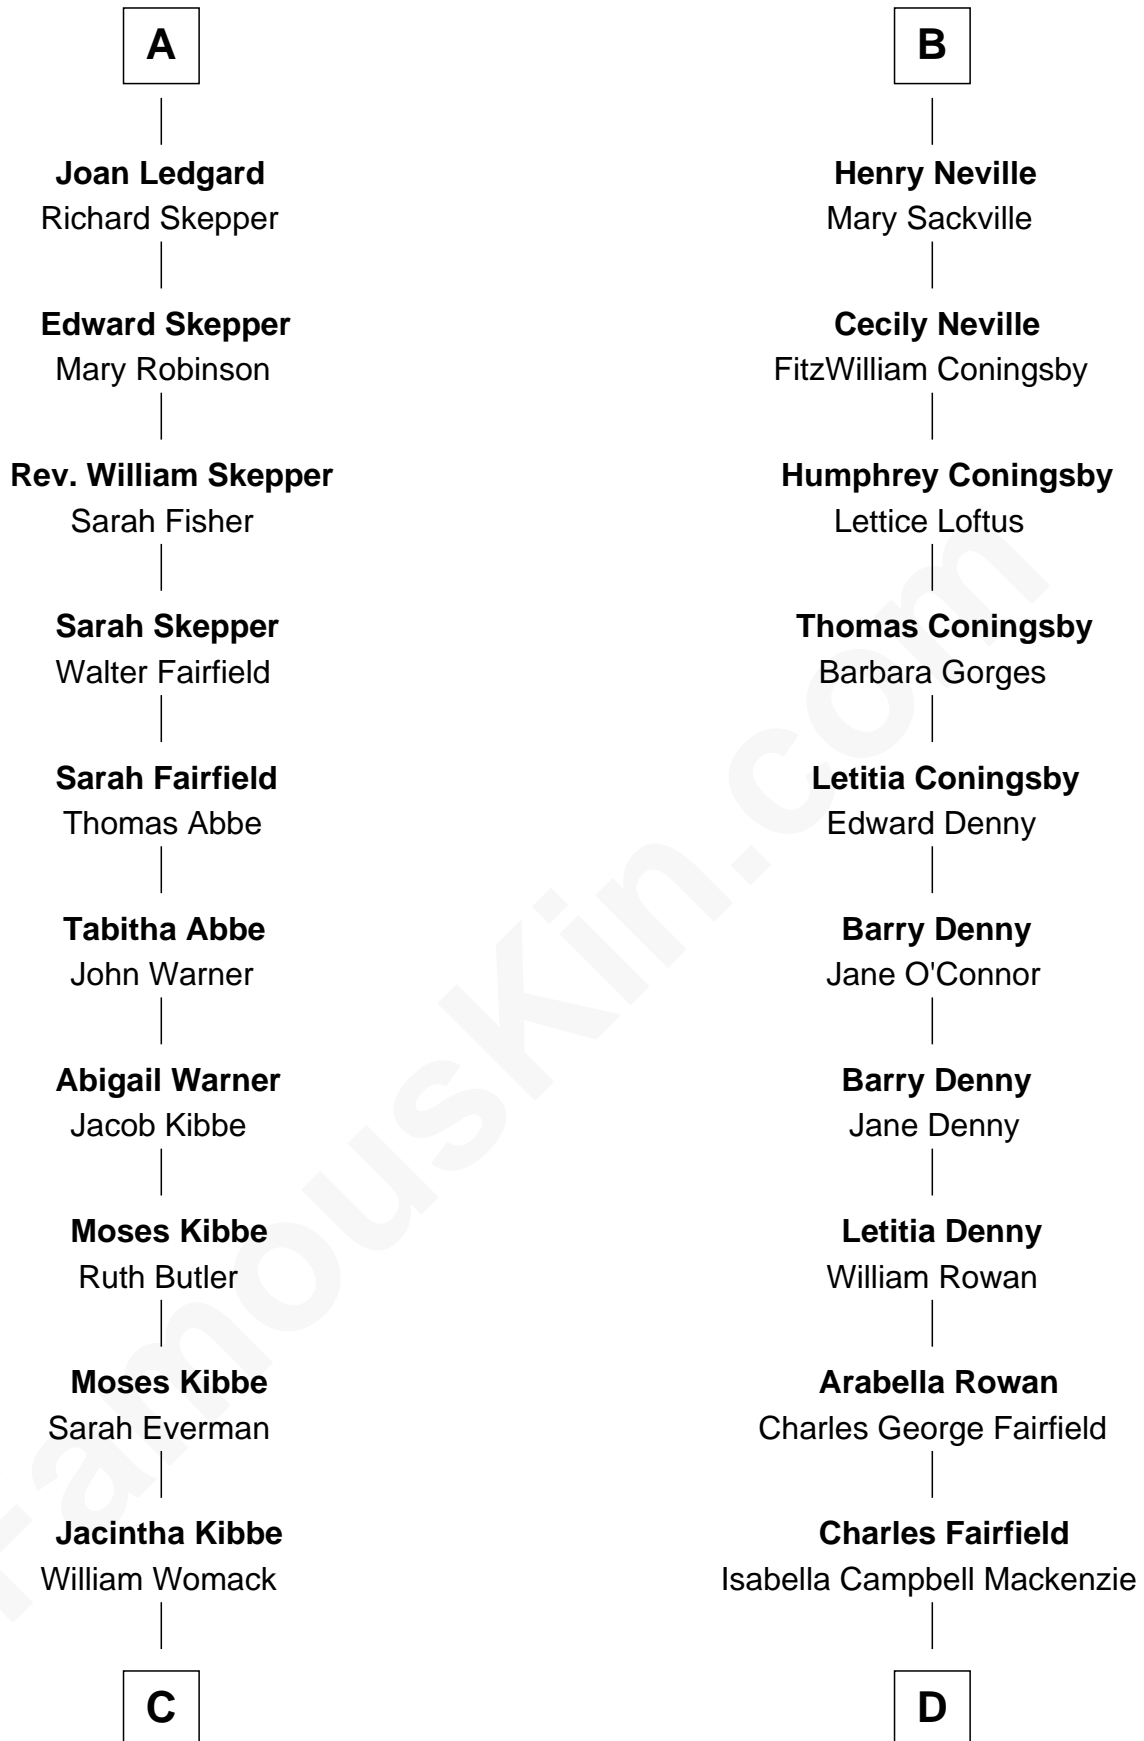 A
Joan Ledgard
Richard Skepper
Edward Skepper
Mary Robinson
Rev. William Skepper
Sarah Fisher
Sarah Skepper
Walter Fairfield
Sarah Fairfield
Thomas Abbe
Tabitha Abbe
John Warner
Abigail Warner
Jacob Kibbe
Moses Kibbe
Ruth Butler
Moses Kibbe
Sarah Everman
Jacintha Kibbe
William Womack
C
B
Henry Neville
Mary Sackville
Cecily Neville
FitzWilliam Coningsby
Humphrey Coningsby
Lettice Loftus
Thomas Coningsby
Barbara Gorges
Letitia Coningsby
Edward Denny
Barry Denny
Jane O'Connor
Barry Denny
Jane Denny
Letitia Denny
William Rowan
Arabella Rowan
Charles George Fairfield
Charles Fairfield
Isabella Campbell Mackenzie
D
FamousKin.com